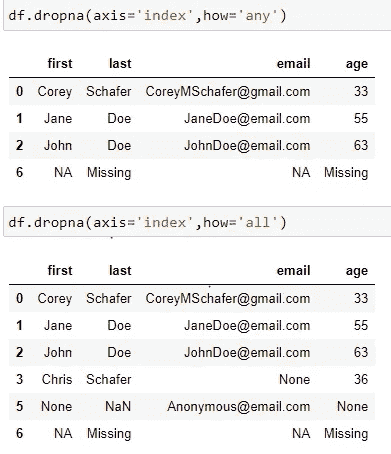 df.dropna(axis='index',how='any')
first last email age
0 Corey Schafer CoreyMSchafer@gmail.com 33
1 Jane Doe JaneDoe@email.com 55
2 John Doe JohnDoe@email.com 63
6 NA Missing NA Missing
df.dropna(axis='index',how='all')
first last email age
0 Corey Schafer CoreyMSchafer@gmail.com 33
1 Jane Doe JaneDoe@email.com 55
2 John Doe JohnDoe@email.com 63
3 Chris Schafer None 36
5 None NaN Anonymous@email.com None
6 NA Missing NA Missing